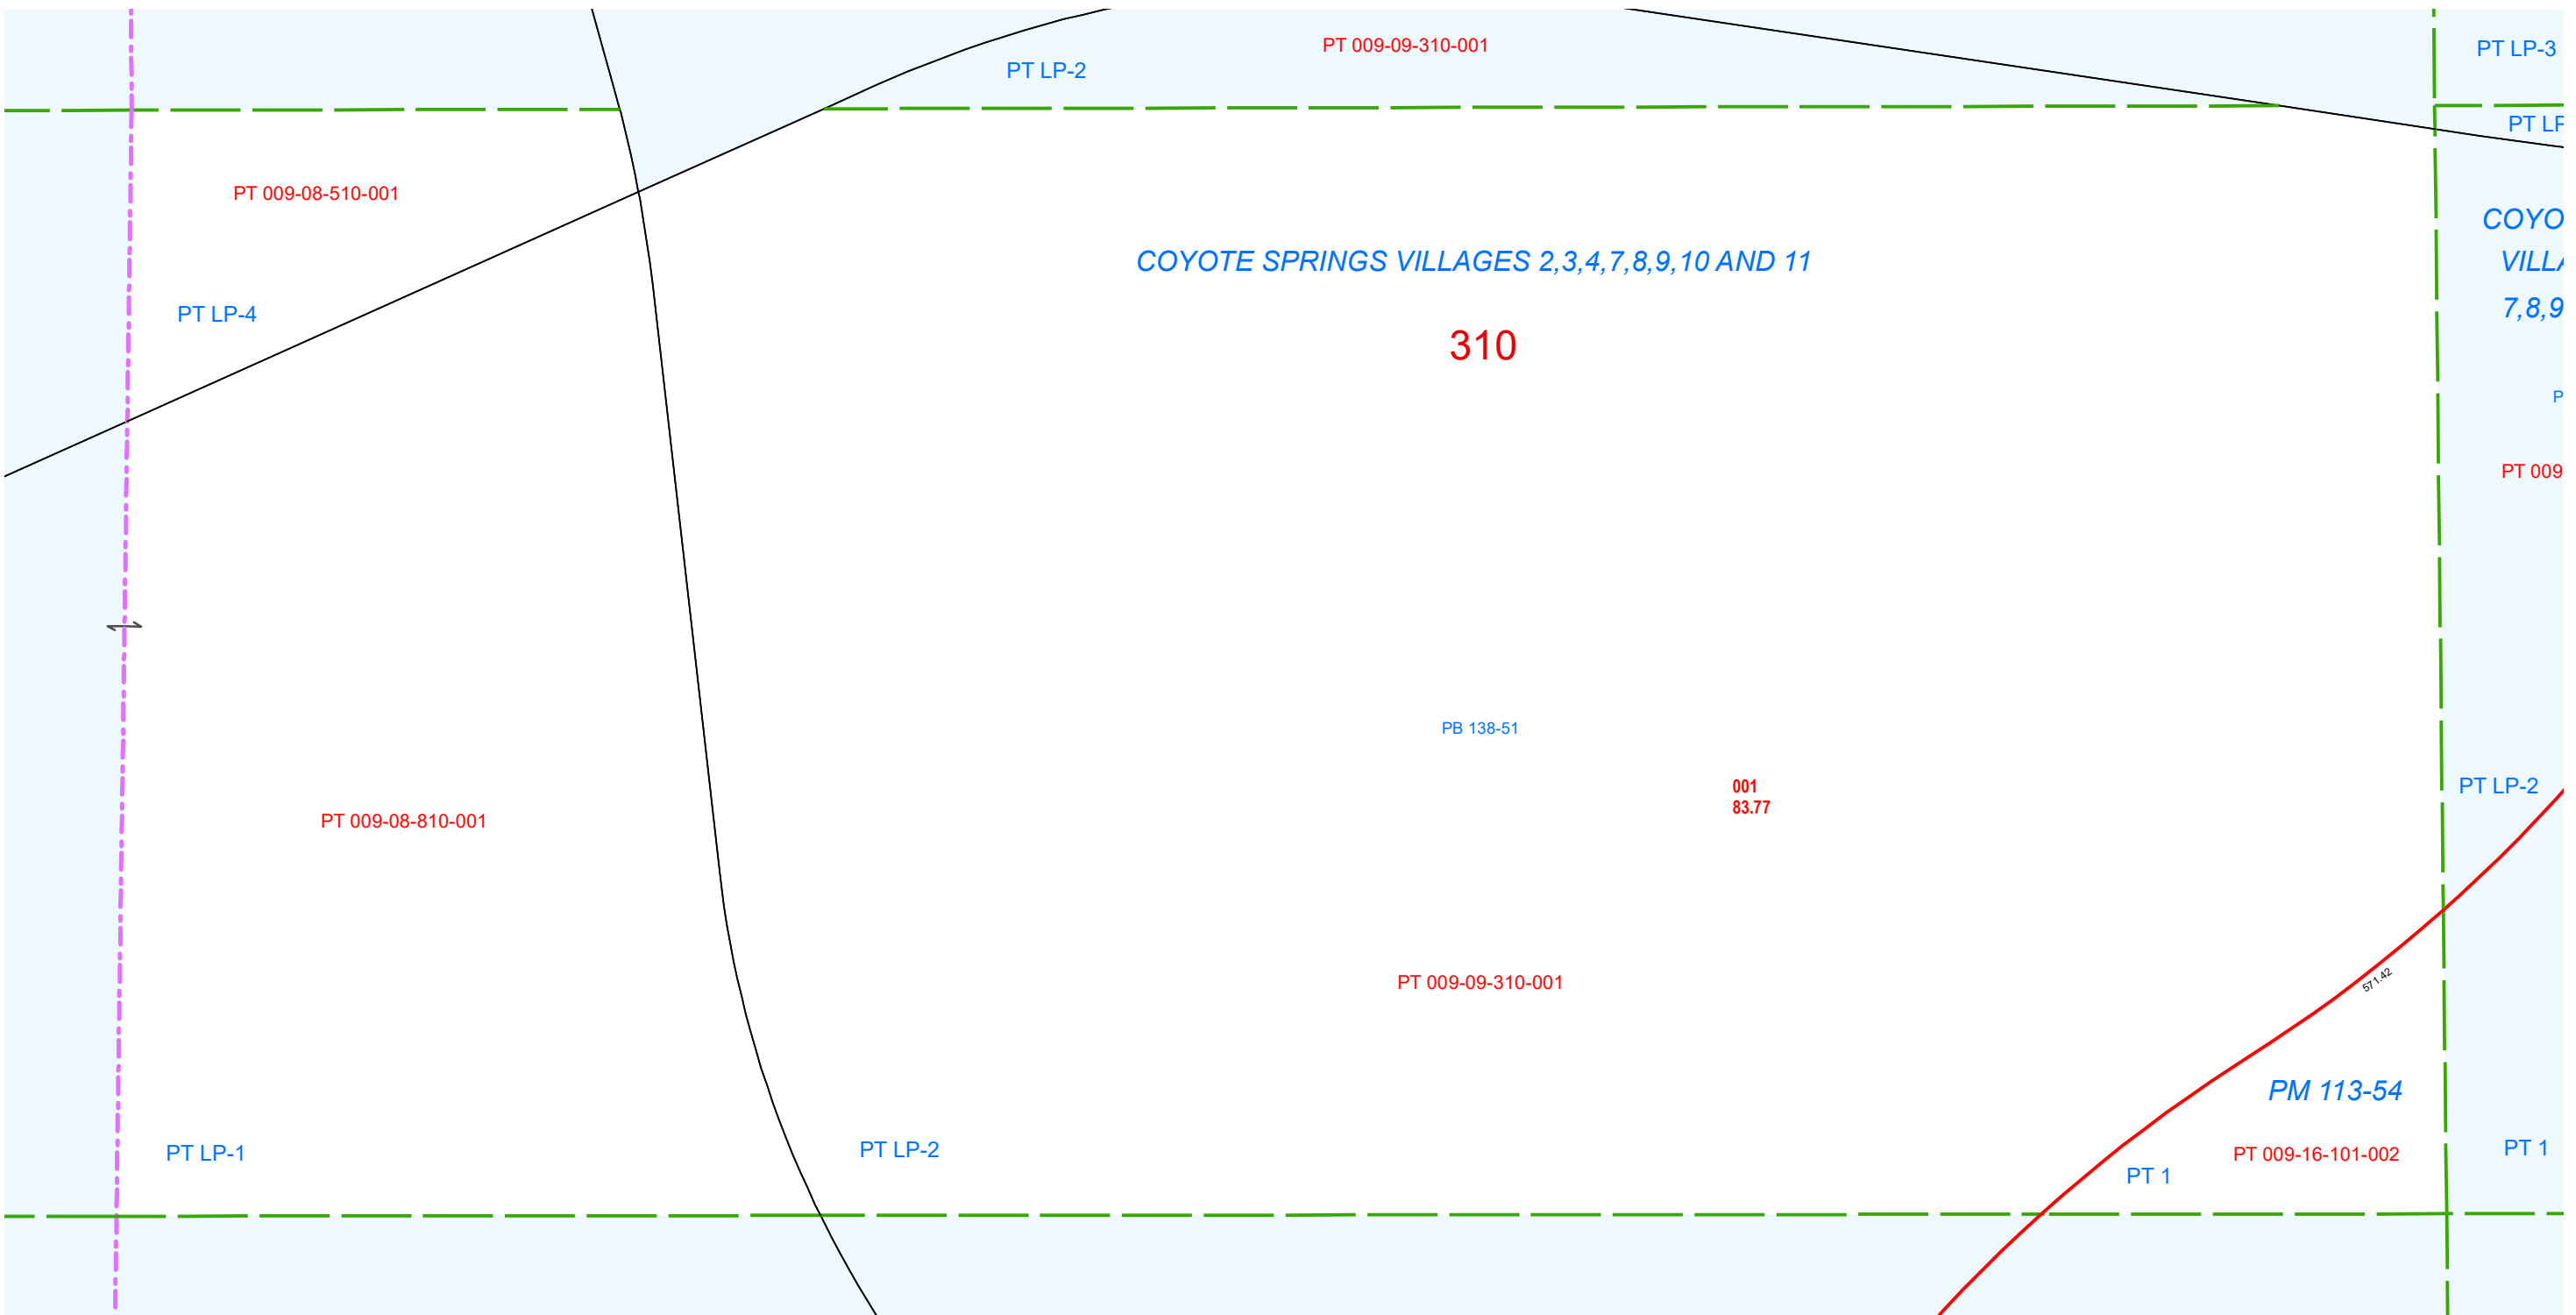 PT 009-09-310-001
PT LP-3
PT LP-2
PT LP
PT 009-08-510-001
COYO
COYOTE SPRINGS VILLAGES 2,3,4,7,8,9,10 AND 11
VILLA
7,8,9
PT LP-4
310
P
PT 009
PB 138-51
001
83.77
PT LP-2
PT 009-08-810-001
PT 009-09-310-001
571.42
PM 113-54
PT LP-1
PT LP-2
PT 009-16-101-002
PT 1
PT 1